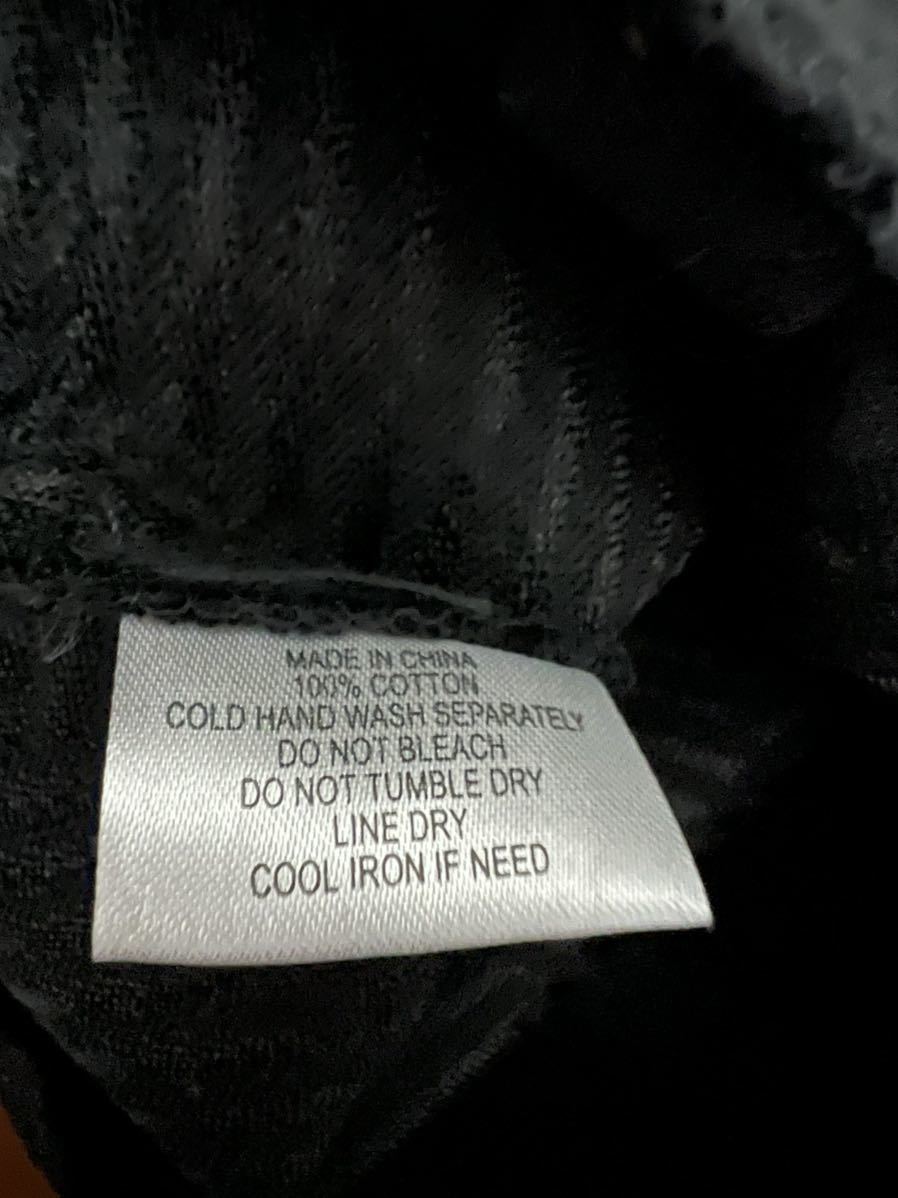 MADE IN CHINA
100% COTTON
COLD HAND WASH SEPARATELY
DO NOT BLEACH
DO NOT TUMBLE DRY
LINE DRY
COOL IRON IF NEED